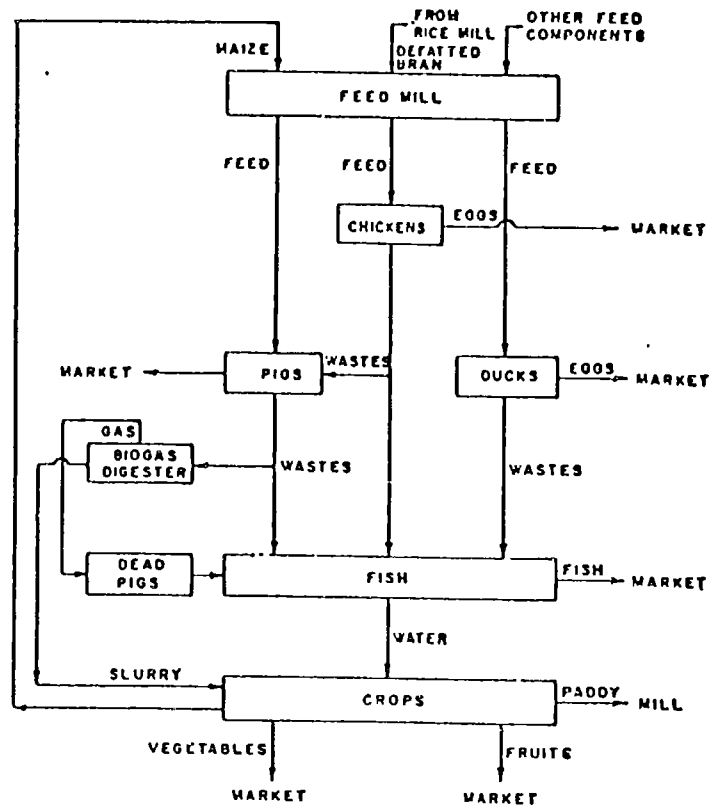 FROM
RICE MILL
OTHER FEED
COMPONENTS
MAIZE
DEFATTED
BRAN
FEED MILL
FEED
FEED
FEED
CHICKENS
EGGS
MARKET
MARKET
PIGS
WASTES
DUCKS
EGGS
MARKET
GAS
BIOGAS
DIGESTER
WASTES
WASTES
DEAD
PIGS
FISH
FISH
MARKET
WATER
SLURRY
CROPS
PADDY
MILL
VEGETABLES
FRUITS
MARKET
MARKET